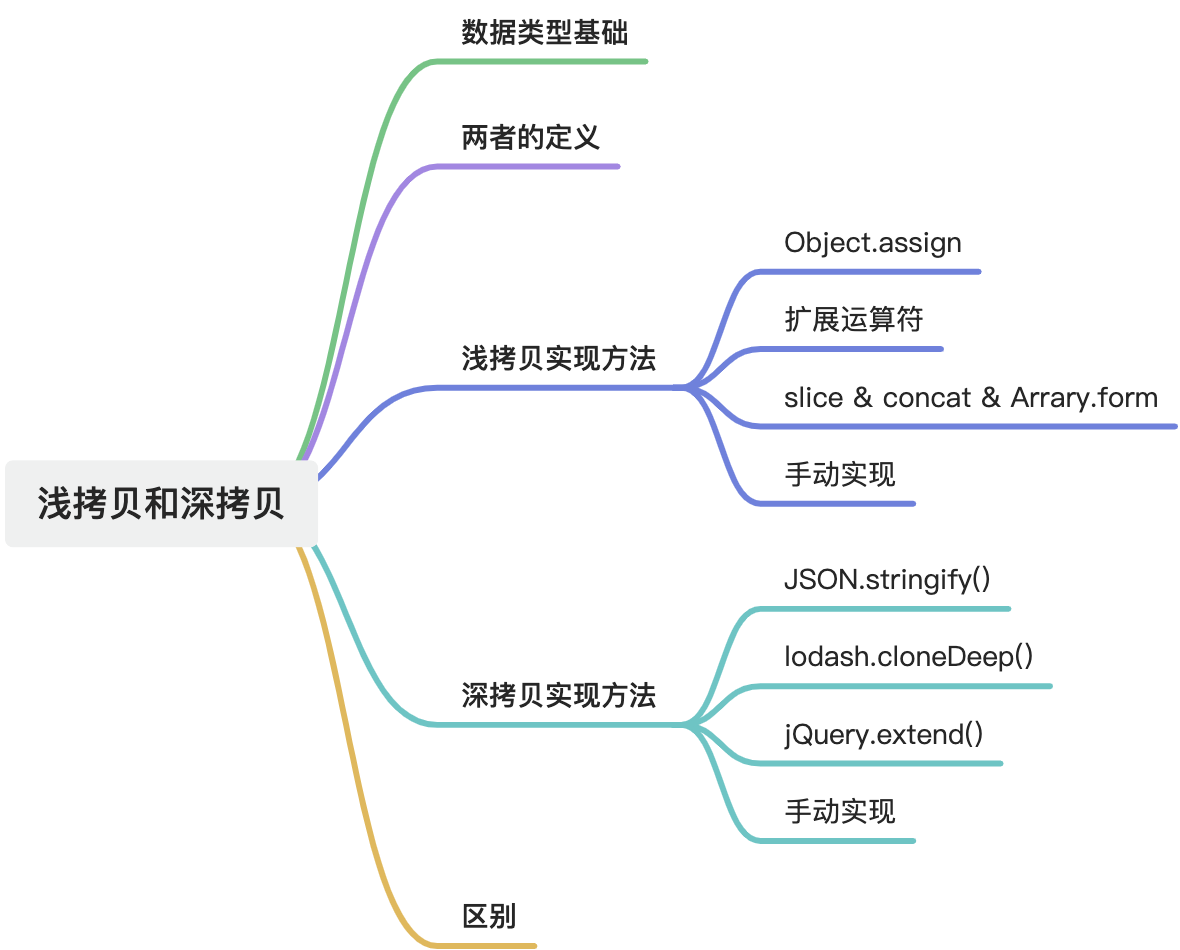 数据类型基础
两者的定义
Object.assign
扩展运算符
浅拷贝实现方法
slice & concat & Arrary.form
手动实现
浅拷贝和深拷贝
JSON.stringify()
lodash.cloneDeep()
深拷贝实现方法
jQuery.extend()
手动实现
区别